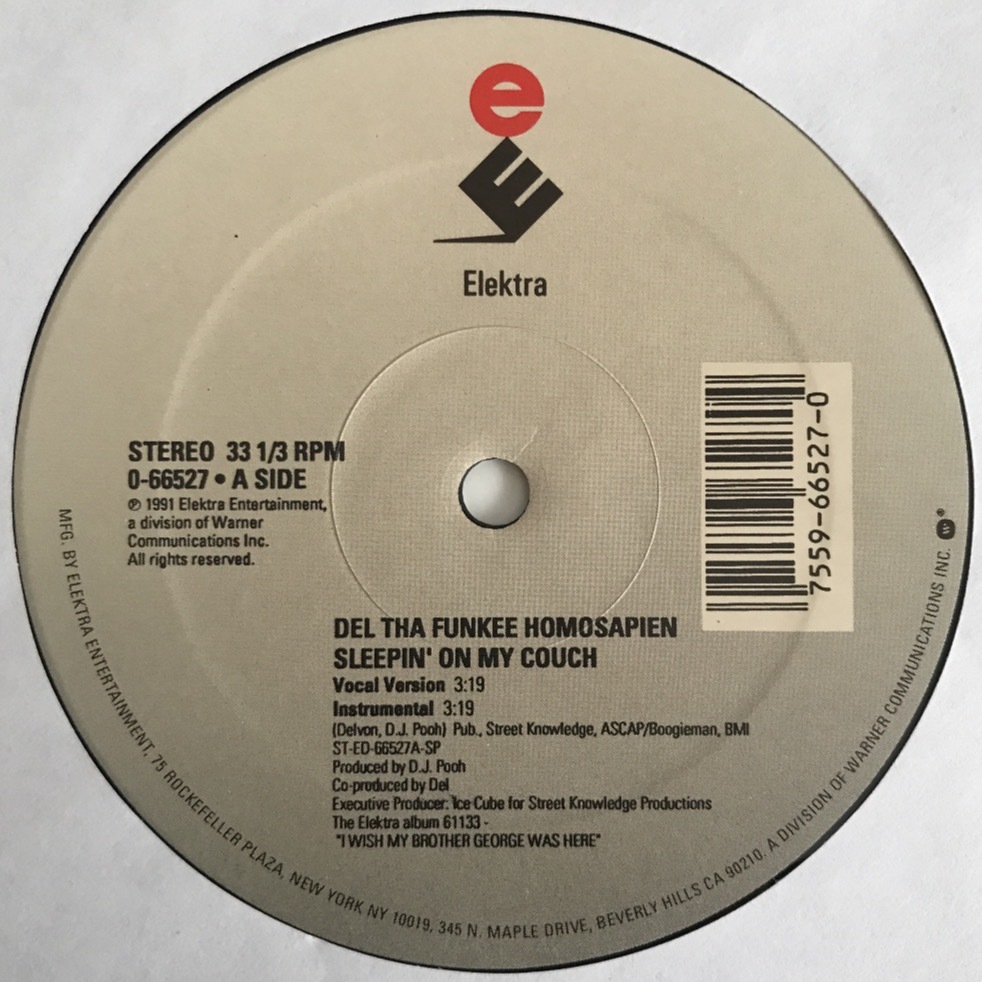 e
E
Elektra
STEREO 33 1/3 RPM
0-66527 • A SIDE
℗ 1991 Elektra Entertainment,
a division of Warner
Communications Inc.
All rights reserved.
7559-66527-0
DEL THA FUNKEE HOMOSAPIEN
SLEEPIN' ON MY COUCH
Vocal Version 3:19
Instrumental 3:19
(Delvon, D.J. Pooh) Pub., Street Knowledge, ASCAP/Boogieman, BMI
ST-ED-66527A-SP
Produced by D.J. Pooh
Co-produced by Del
Executive Producer: Ice Cube for Street Knowledge Productions
The Elektra album 61133 -
"I WISH MY BROTHER GEORGE WAS HERE"
MFG. BY ELEKTRA ENTERTAINMENT, 75 ROCKEFELLER PLAZA, NEW YORK NY 10019, 345 N. MAPLE DRIVE, BEVERLY HILLS CA 90210. A DIVISION OF WARNER COMMUNICATIONS INC. ®